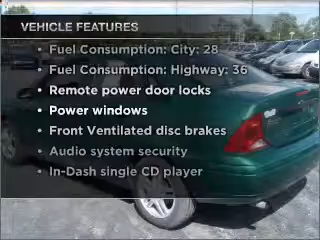 VEHICLE FEATURES
• Fuel Consumption: City: 28
• Fuel Consumption: Highway: 36
• Remote power door locks
• Power windows
• Front Ventilated disc brakes
• Audio system security
• In-Dash single CD player